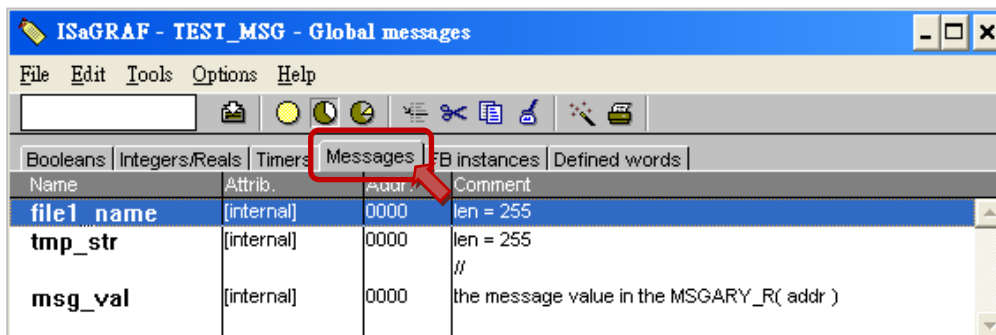 ISaGRAF - TEST_MSG - Global messages
File Edit Tools Options Help
Booleans Integers/Reals Timers Messages FB instances Defined words
Name Attrib. Addr. Comment
file1_name [internal] 0000 len = 255
tmp_str [internal] 0000 len = 255
//
msg_val [internal] 0000 the message value in the MSGARY_R( addr )